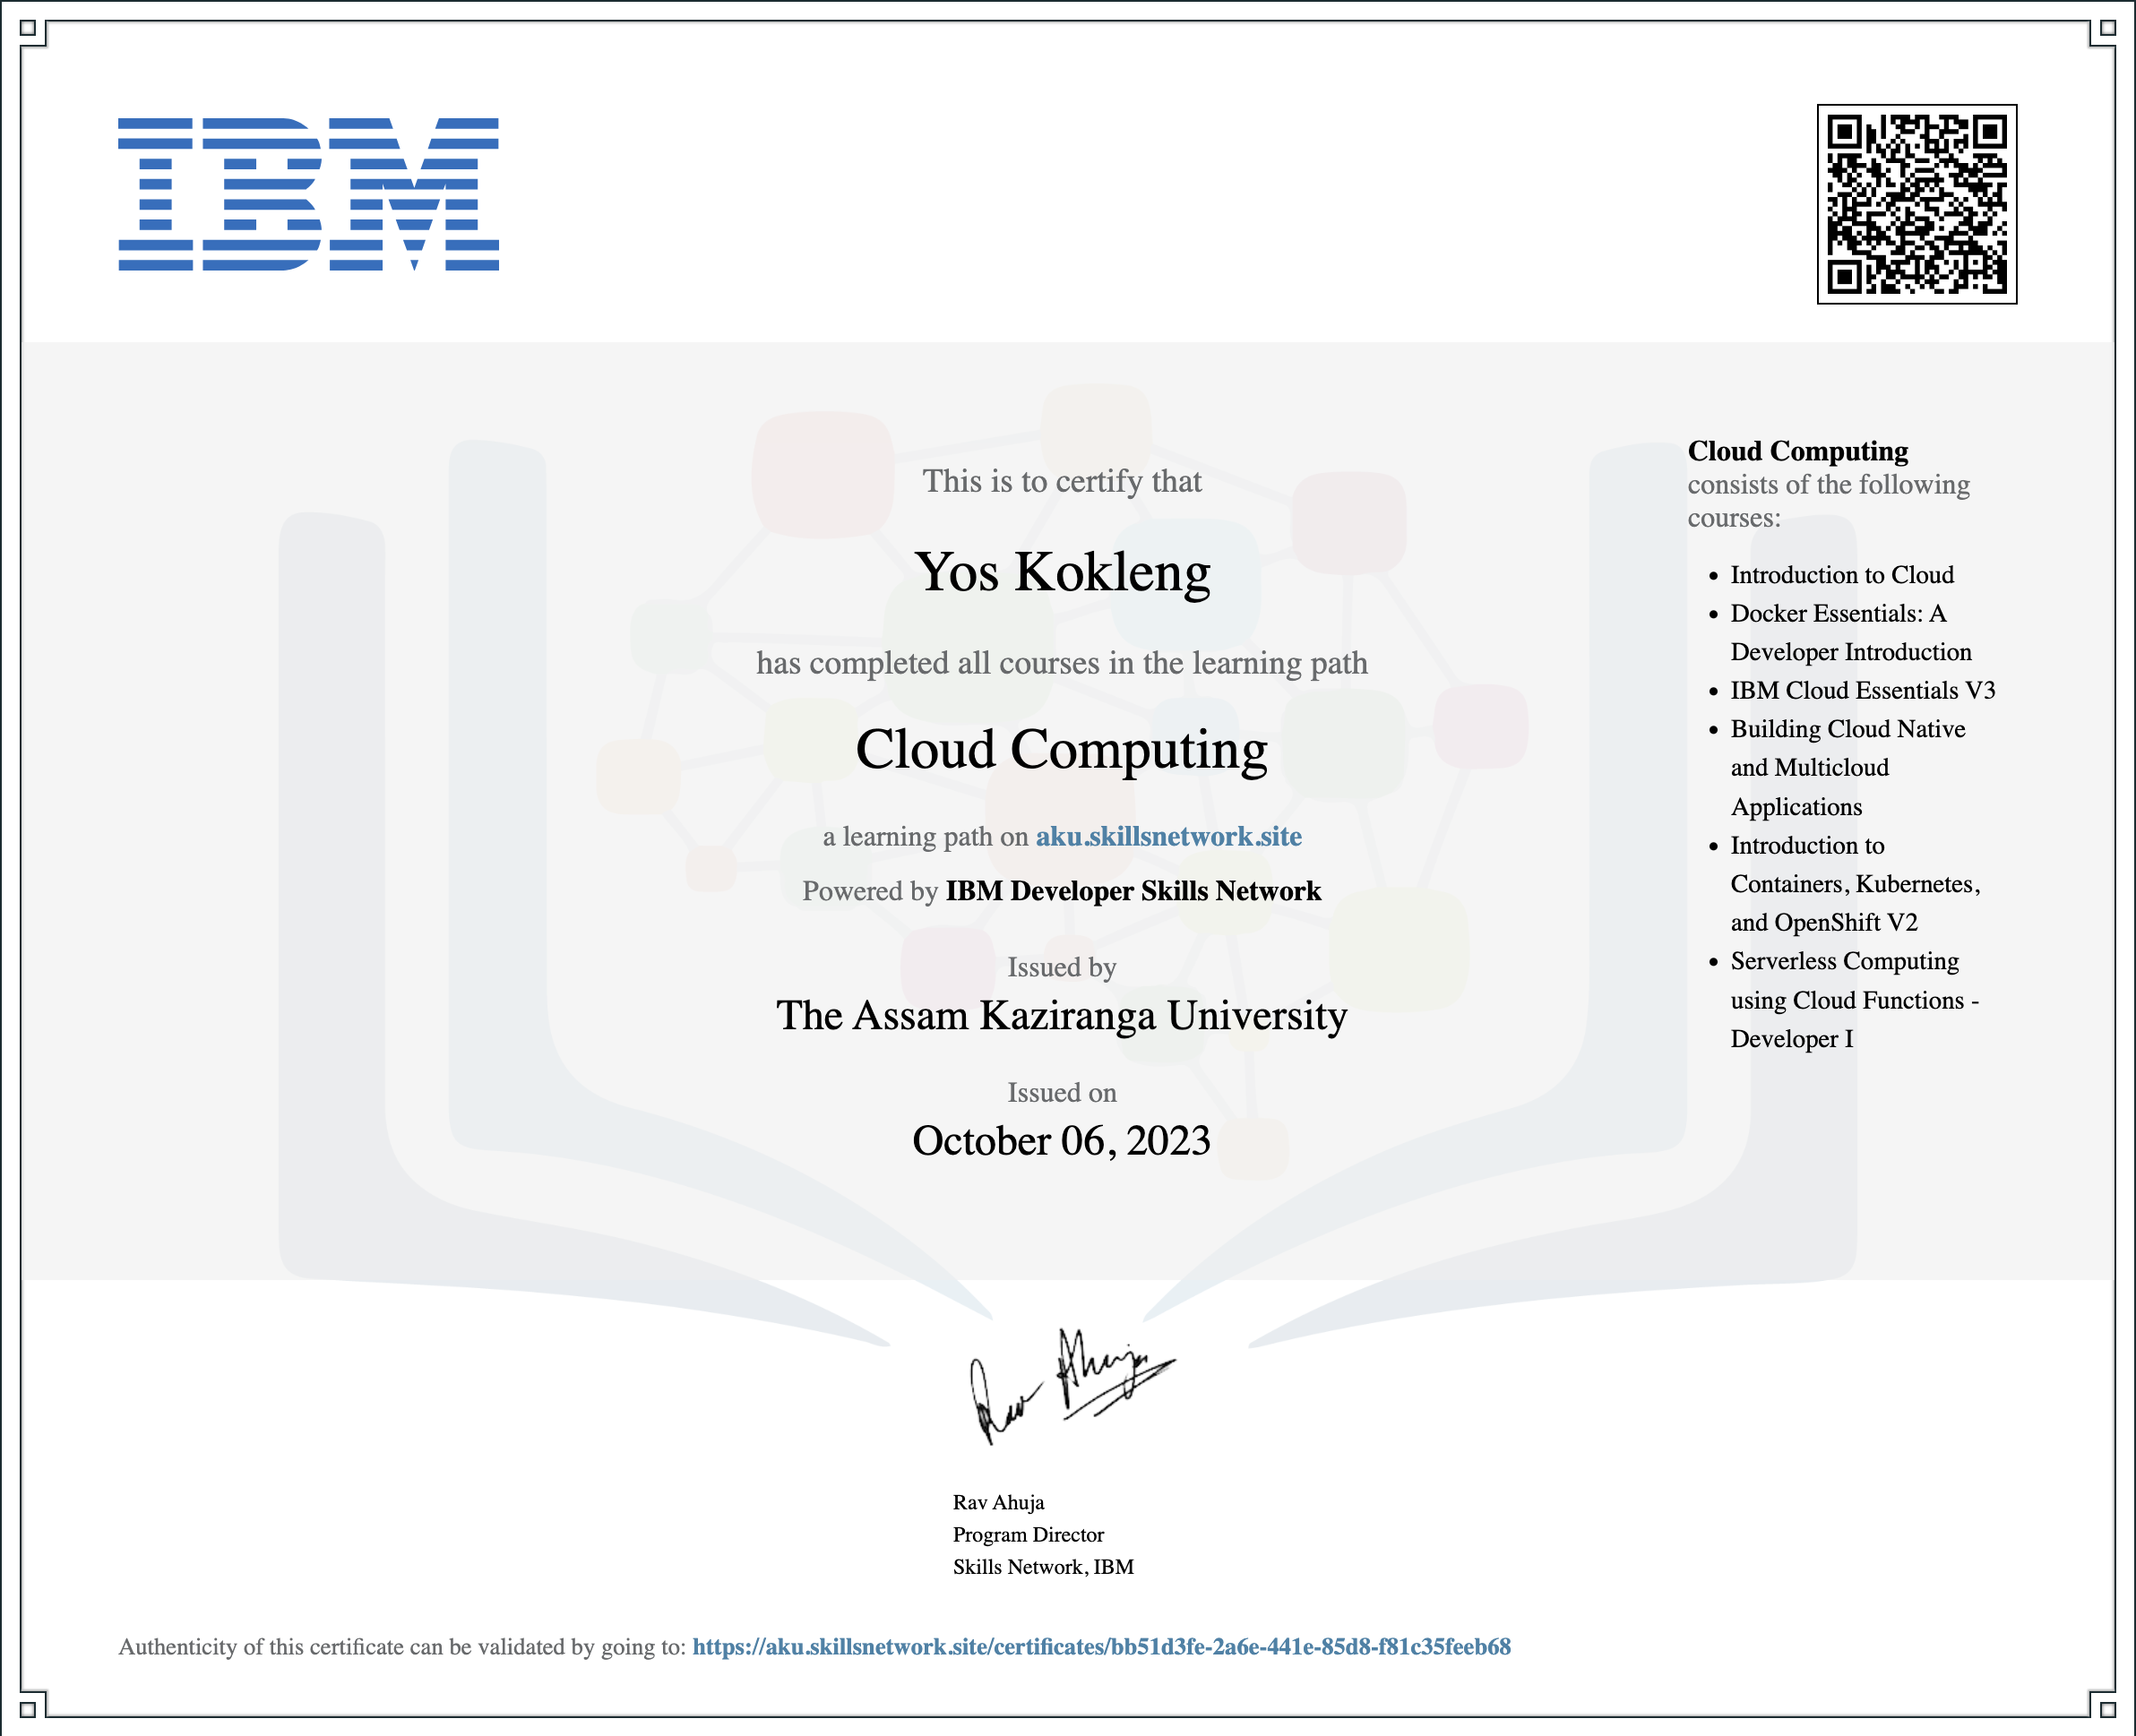 IBM
This is to certify that
Yos Kokleng
has completed all courses in the learning path
Cloud Computing
a learning path on aku.skillsnetwork.site
Powered by IBM Developer Skills Network
Issued by
The Assam Kaziranga University
Issued on
October 06, 2023
Cloud Computing
consists of the following
courses:
• Introduction to Cloud
• Docker Essentials: A
Developer Introduction
• IBM Cloud Essentials V3
• Building Cloud Native
and Multicloud
Applications
• Introduction to
Containers, Kubernetes,
and OpenShift V2
• Serverless Computing
using Cloud Functions -
Developer I
Rav Ahuja
Rav Ahuja
Program Director
Skills Network, IBM
Authenticity of this certificate can be validated by going to: https://aku.skillsnetwork.site/certificates/bb51d3fe-2a6e-441e-85d8-f81c35feeb68